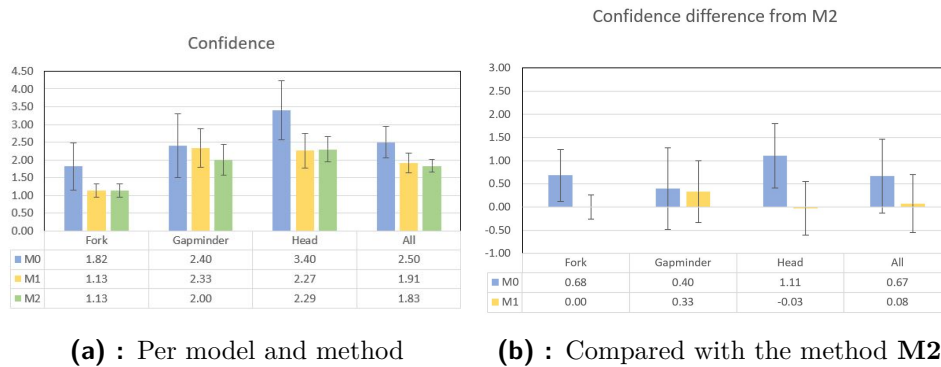 Confidence
4.50
4.00
3.50
3.00
2.50
2.00
1.50
1.00
0.50
0.00
Fork Gapminder Head All
M0 1.82 2.40 3.40 2.50
M1 1.13 2.33 2.27 1.91
M2 1.13 2.00 2.29 1.83
(a) : Per model and method
Confidence difference from M2
3.00
2.50
2.00
1.50
1.00
0.50
0.00
-0.50
-1.00
Fork Gapminder Head All
M0 0.68 0.40 1.11 0.67
M1 0.00 0.33 -0.03 0.08
(b) : Compared with the method M2